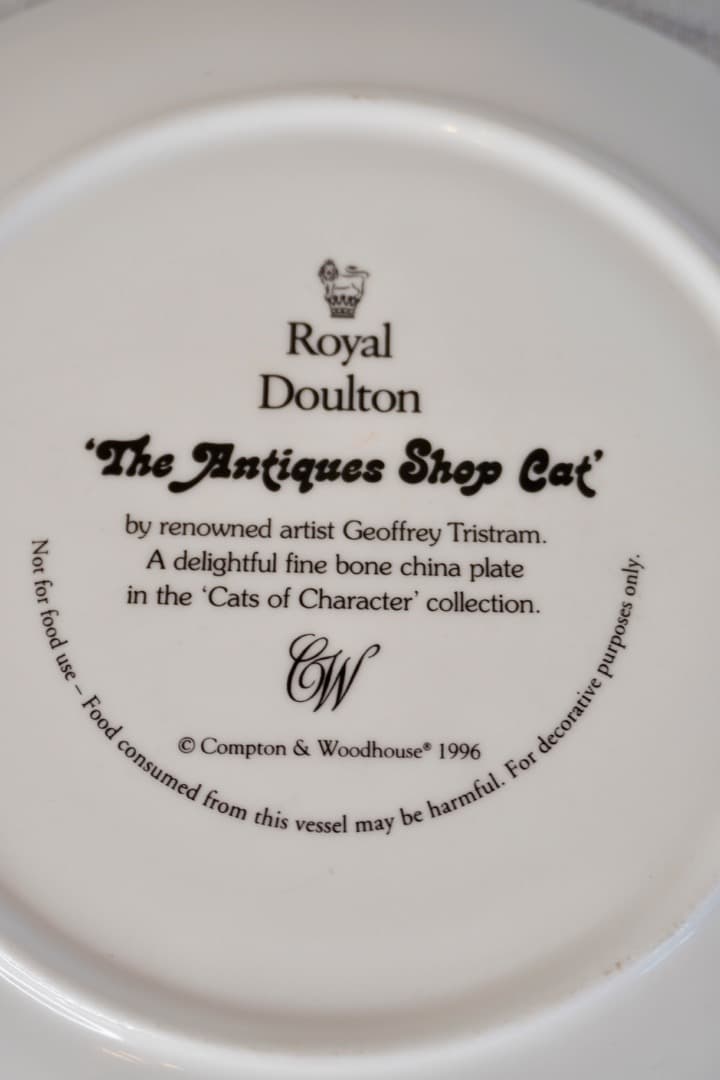 Royal
Doulton
‘The Antiques Shop Cat’
by renowned artist Geoffrey Tristram.
A delightful fine bone china plate
in the ‘Cats of Character’ collection.
CW
© Compton & Woodhouse® 1996
Not for food use – Food consumed from this vessel may be harmful. For decorative purposes only.